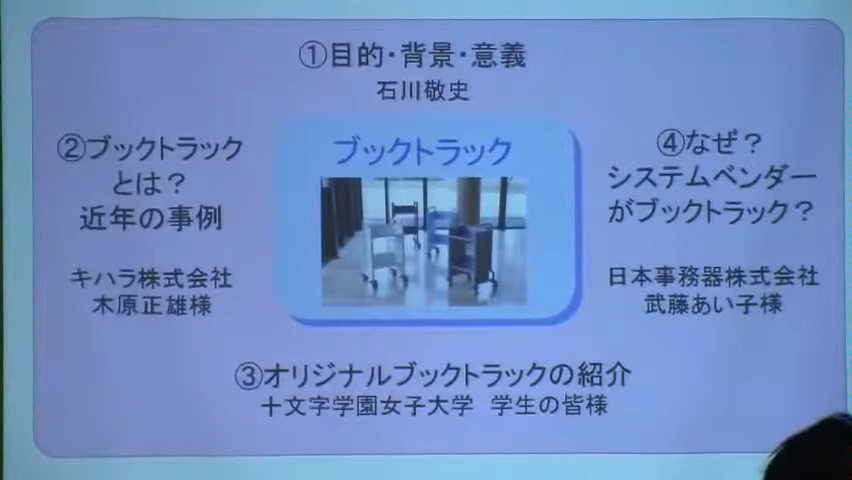 ①目的・背景・意義
石川敬史
②ブックトラック
とは？
近年の事例
キハラ株式会社
木原正雄様
ブックトラック
④なぜ？
システムベンダー
がブックトラック？
日本事務器株式会社
武藤あい子様
③オリジナルブックトラックの紹介
十文字学園女子大学 学生の皆様